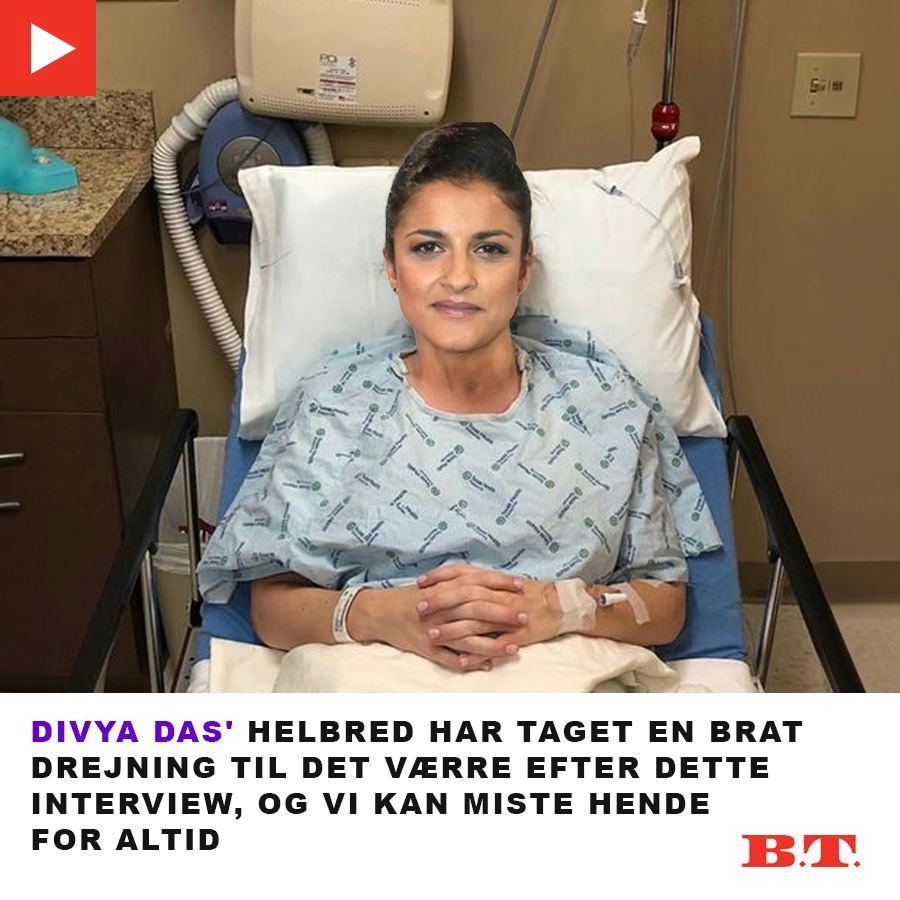 PDI
DIVYA DAS' HELBRED HAR TAGET EN BRAT
DREJNING TIL DET VÆRRE EFTER DETTE
INTERVIEW, OG VI KAN MISTE HENDE
FOR ALTID
B.T.